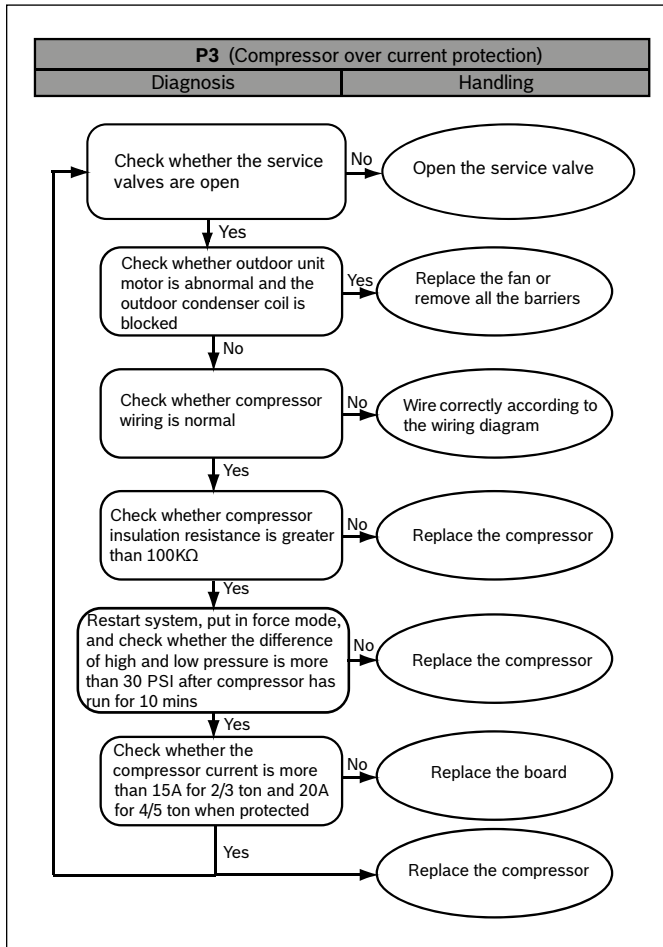 P3 (Compressor over current protection)
Diagnosis
Handling
Check whether the service
valves are open
No
Open the service valve
Yes
Check whether outdoor unit
motor is abnormal and the
outdoor condenser coil is
blocked
Yes
Replace the fan or
remove all the barriers
No
Check whether compressor
wiring is normal
No
Wire correctly according to
the wiring diagram
Yes
Check whether compressor
insulation resistance is greater
than 100KΩ
No
Replace the compressor
Yes
Restart system, put in force mode,
and check whether the difference
of high and low pressure is more
than 30 PSI after compressor has
run for 10 mins
No
Replace the compressor
Yes
Check whether the
compressor current is more
than 15A for 2/3 ton and 20A
for 4/5 ton when protected
No
Replace the board
Yes
Replace the compressor